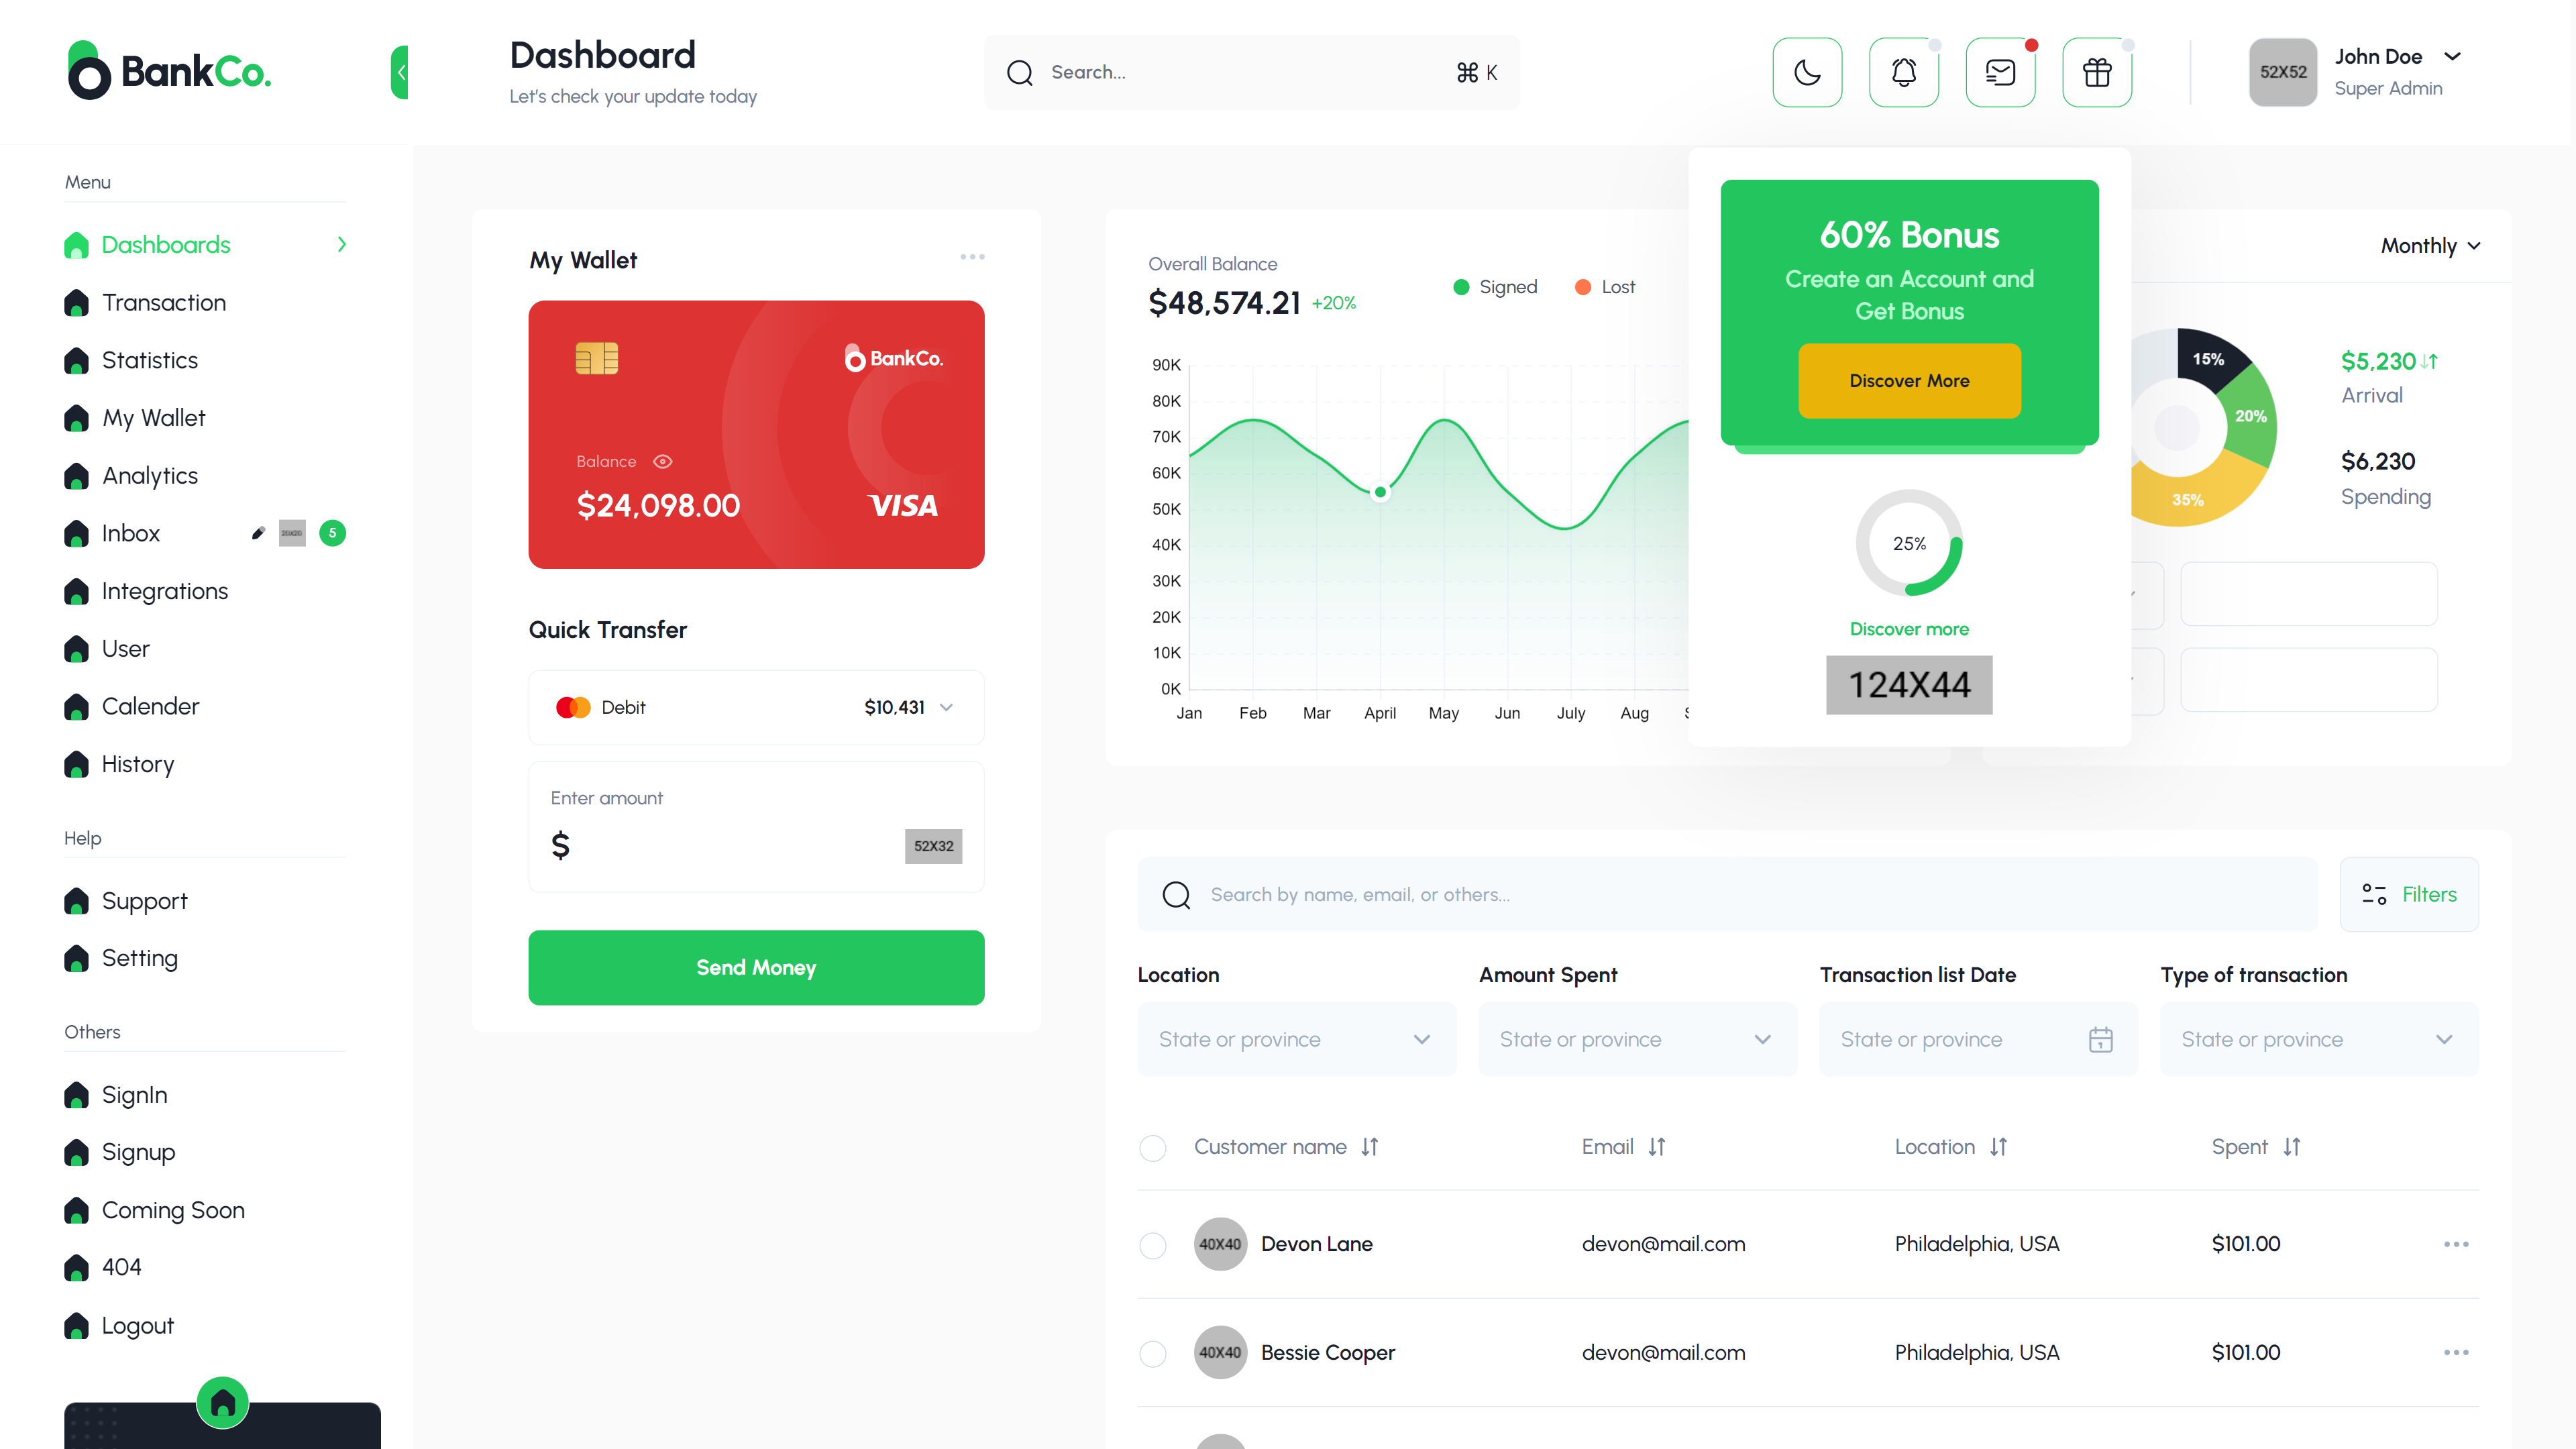 BankCo.
Dashboard
Let's check your update today
Search...
⌘ K
52X52
John Doe
Super Admin
Menu
Dashboards
Transaction
Statistics
My Wallet
Analytics
Inbox
5
Integrations
User
Calender
History
Help
Support
Setting
Others
SignIn
Signup
Coming Soon
404
Logout
My Wallet
BankCo.
Balance
$24,098.00
VISA
Quick Transfer
Debit
$10,431
Enter amount
$
52X32
Send Money
Overall Balance
$48,574.21 +20%
Signed
Lost
90K
80K
70K
60K
50K
40K
30K
20K
10K
0K
Jan Feb Mar April May Jun July Aug
60% Bonus
Create an Account and
Get Bonus
Discover More
25%
Discover more
124X44
Monthly
15%
20%
35%
$5,230
Arrival
$6,230
Spending
Search by name, email, or others...
Filters
Location
Amount Spent
Transaction list Date
Type of transaction
State or province
State or province
State or province
State or province
Customer name
Email
Location
Spent
40X40 Devon Lane devon@mail.com Philadelphia, USA $101.00
40X40 Bessie Cooper devon@mail.com Philadelphia, USA $101.00